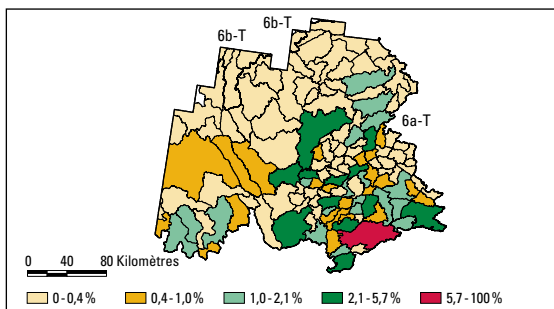 6b-T
6b-T
6a-T
0 40 80 Kilomètres
0 - 0,4 %
0,4 - 1,0 %
1,0 - 2,1 %
2,1 - 5,7 %
5,7 - 100 %